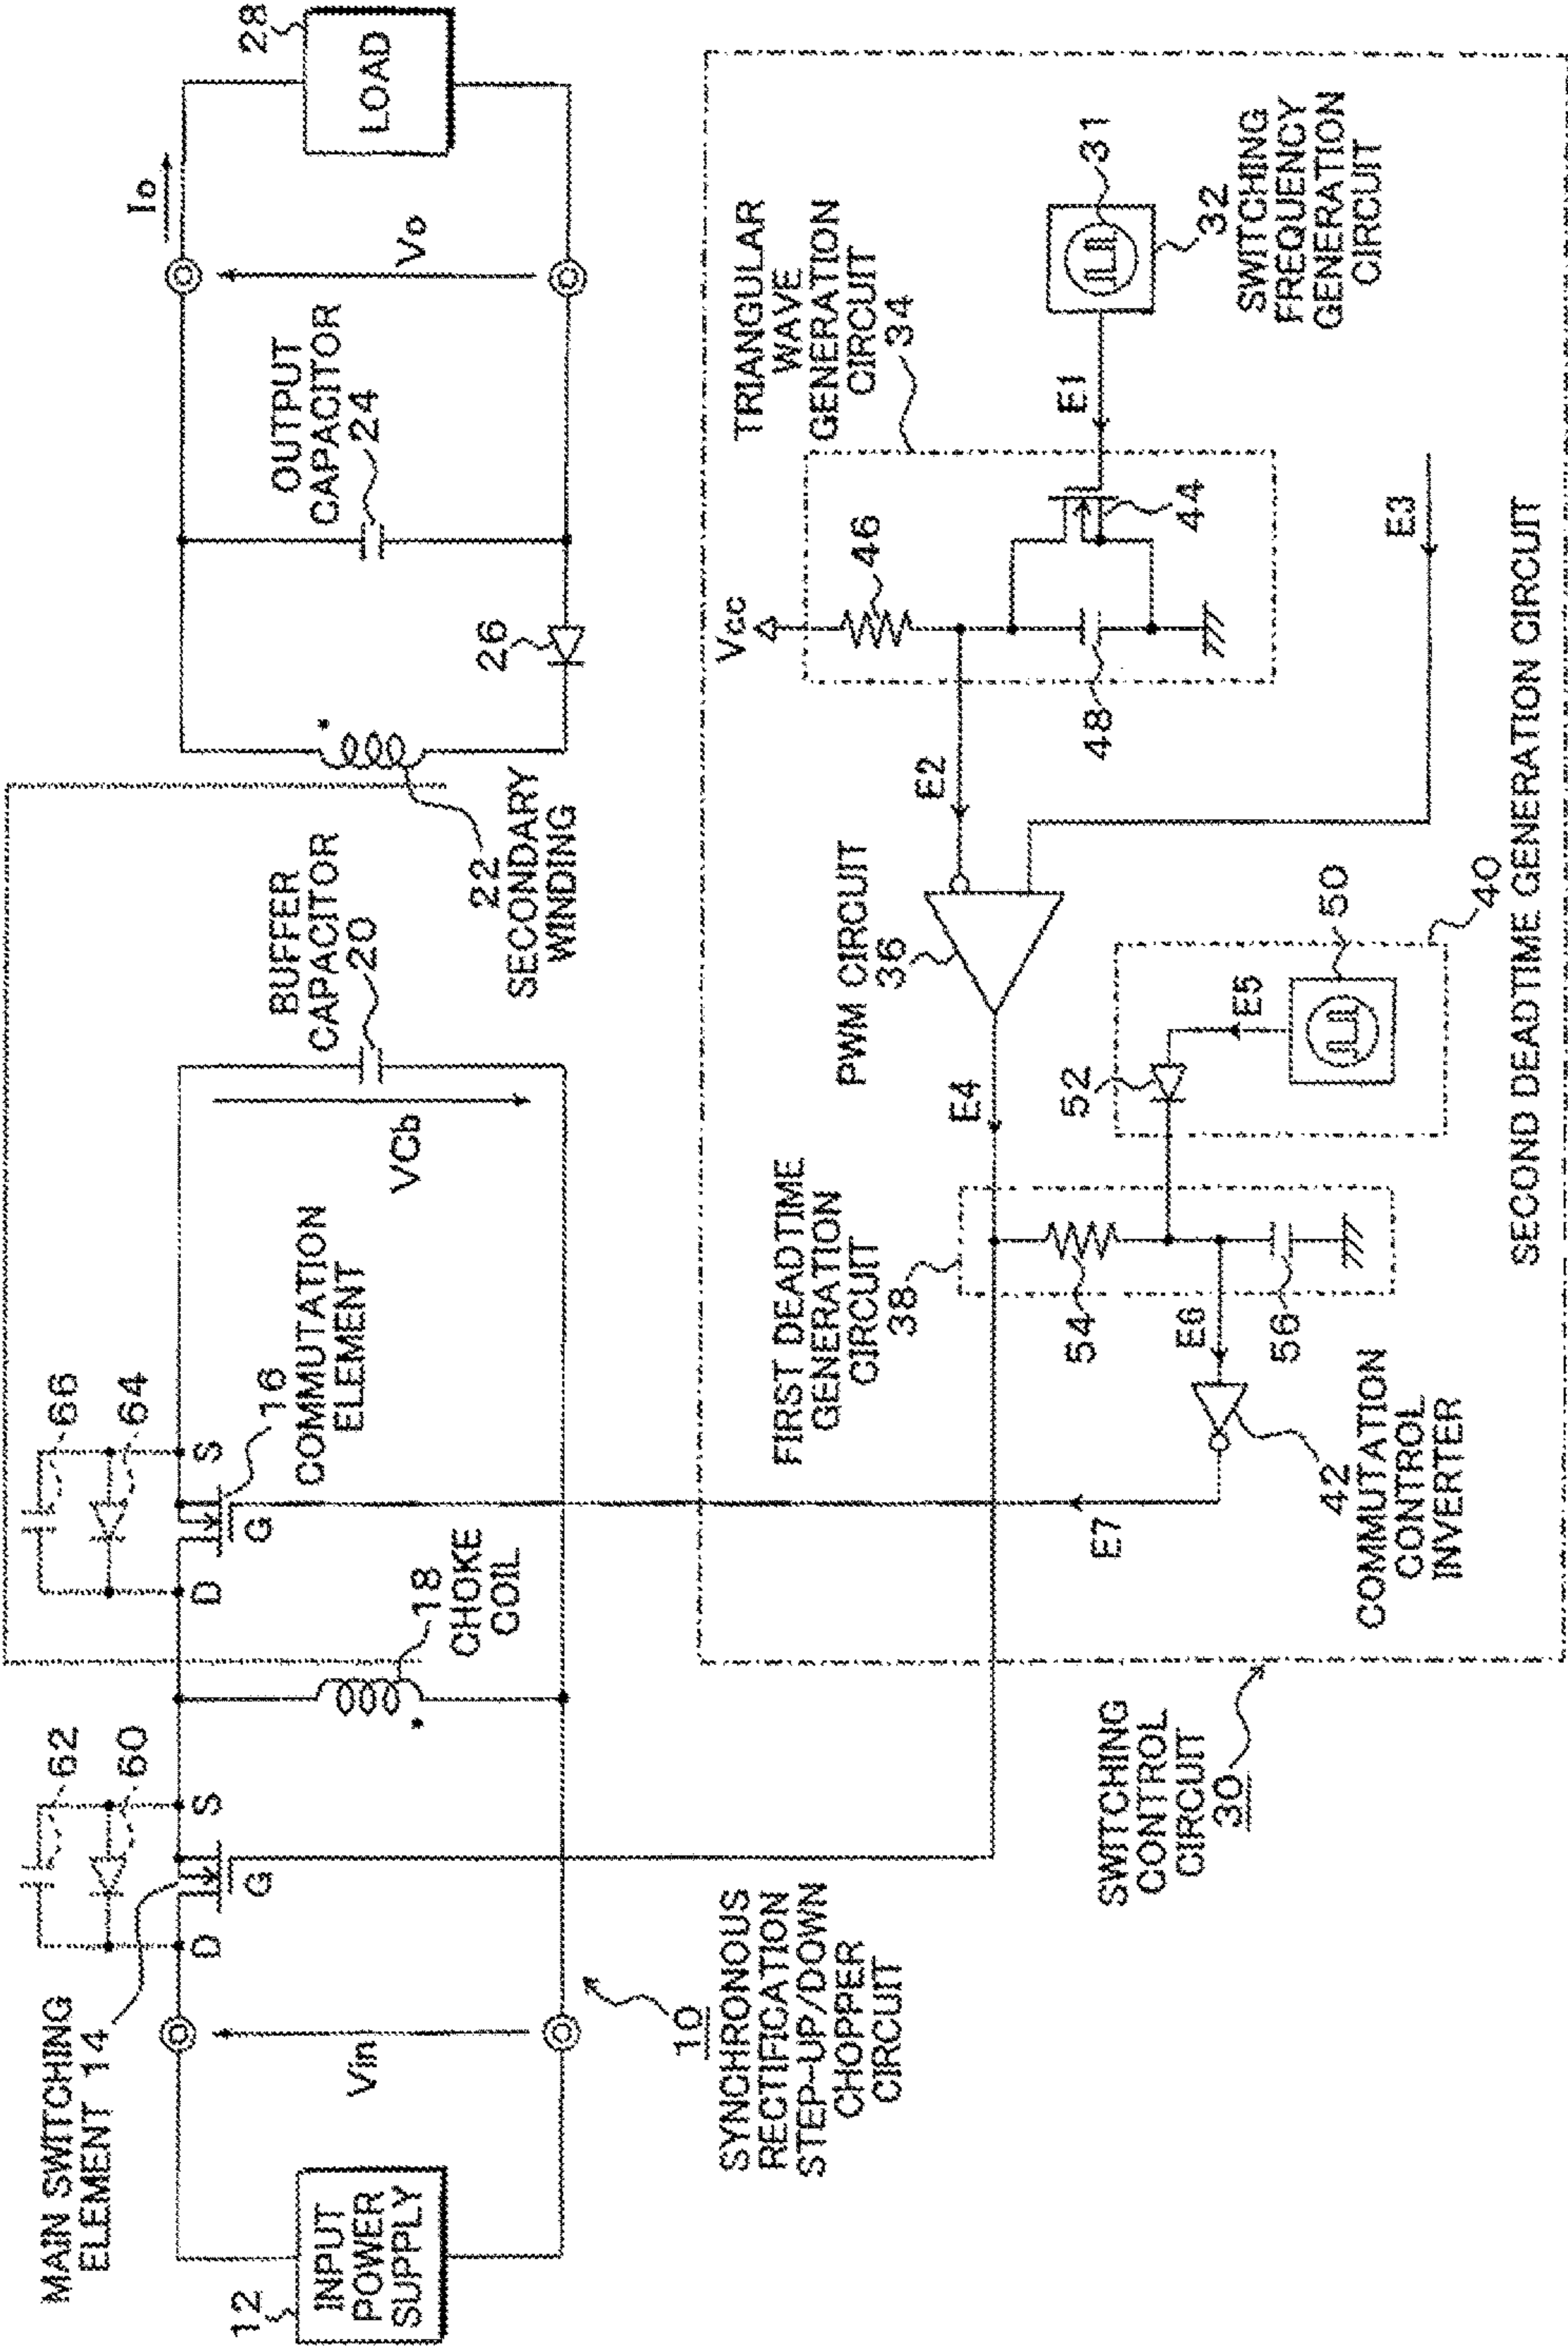 MAIN SWITCHING
ELEMENT 14
12
INPUT
POWER
SUPPLY
Vin
D
S
G
62
60
10
SYNCHRONOUS
RECTIFICATION
STEP-UP/DOWN
CHOPPER
CIRCUIT
18
CHOKE
COIL
D
S
G
66
64
16
COMMUTATION
ELEMENT
VCb
BUFFER
CAPACITOR
20
22
SECONDARY
WINDING
26
OUTPUT
CAPACITOR
24
Io
Vo
28
LOAD
SWITCHING
CONTROL
CIRCUIT
30
FIRST DEADTIME
GENERATION
CIRCUIT
38
54
56
E6
E7
42
COMMUTATION
CONTROL
INVERTER
E4
PWM CIRCUIT
36
52
E5
50
40
SECOND DEADTIME GENERATION CIRCUIT
E2
E3
Vcc
46
48
44
TRIANGULAR
WAVE
GENERATION
CIRCUIT
34
E1
31
32
SWITCHING
FREQUENCY
GENERATION
CIRCUIT